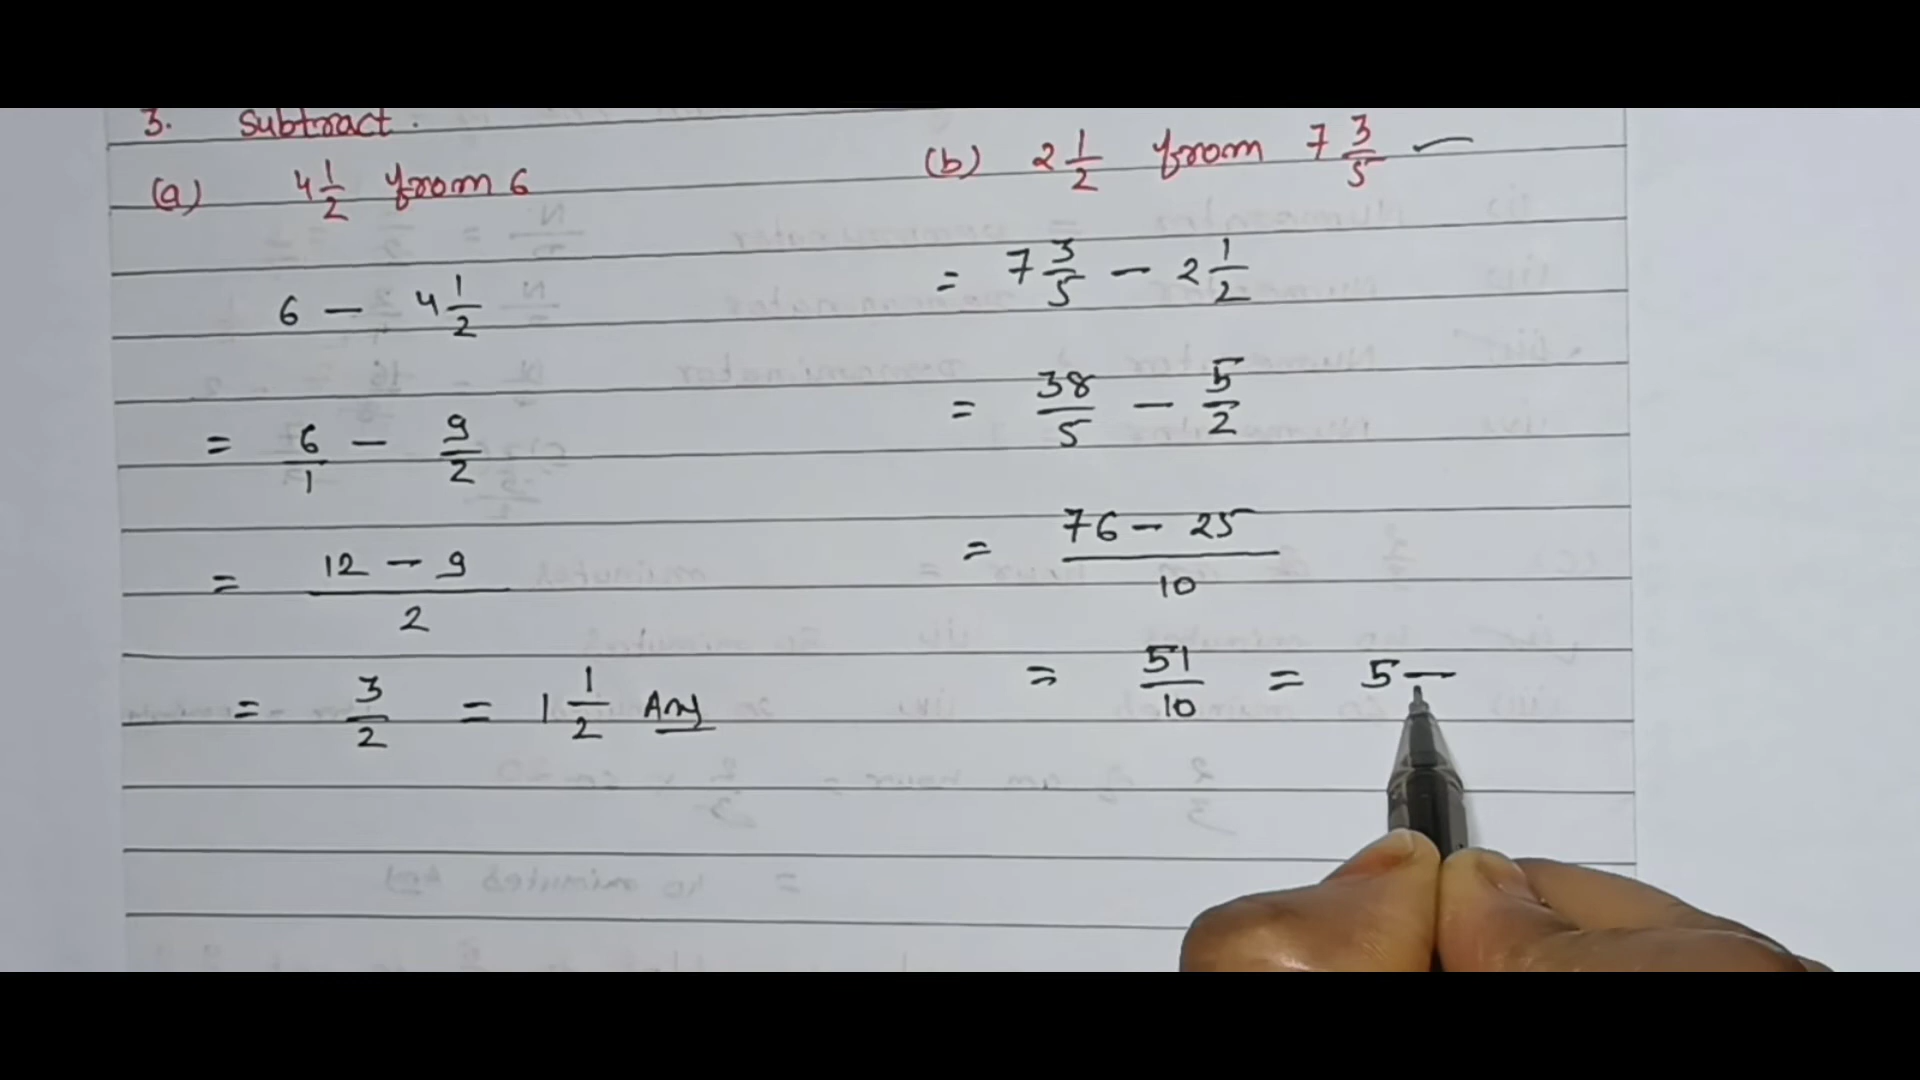 3. Subtract.
(a) 4 1/2 from 6
6 - 4 1/2
= 6/1 - 9/2
= 12 - 9 / 2
= 3/2 = 1 1/2 Ans
(b) 2 1/2 from 7 3/5 -
= 7 3/5 - 2 1/2
= 38/5 - 5/2
= 76 - 25 / 10
= 51/10 = 5